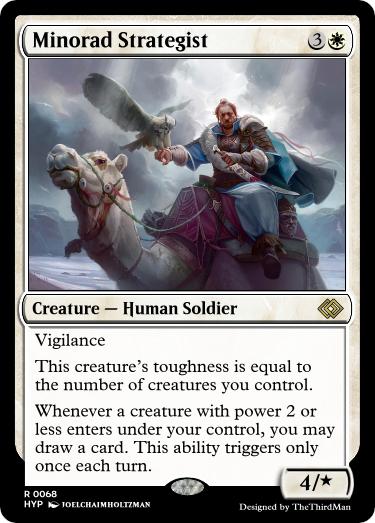 Minorad Strategist 3
Creature — Human Soldier
Vigilance
This creature's toughness is equal to
the number of creatures you control.
Whenever a creature with power 2 or
less enters under your control, you may
draw a card. This ability triggers only
once each turn.
4/★
R 0068
HYP JOELCHAIMHOLTZMAN
Designed by TheThirdMan